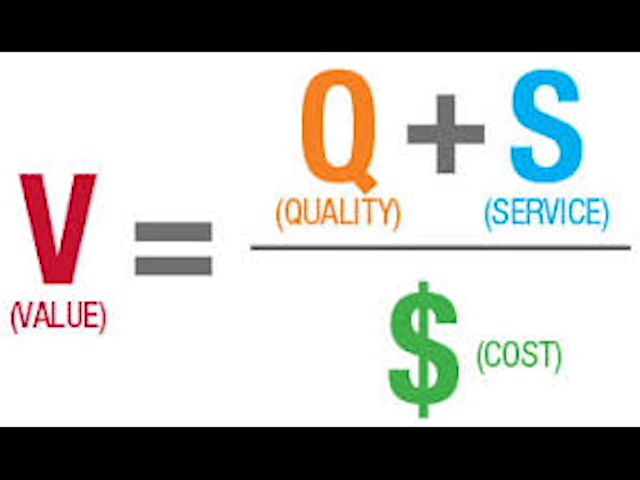 V = Q + S
(VALUE) (QUALITY) (SERVICE)
$ (COST)